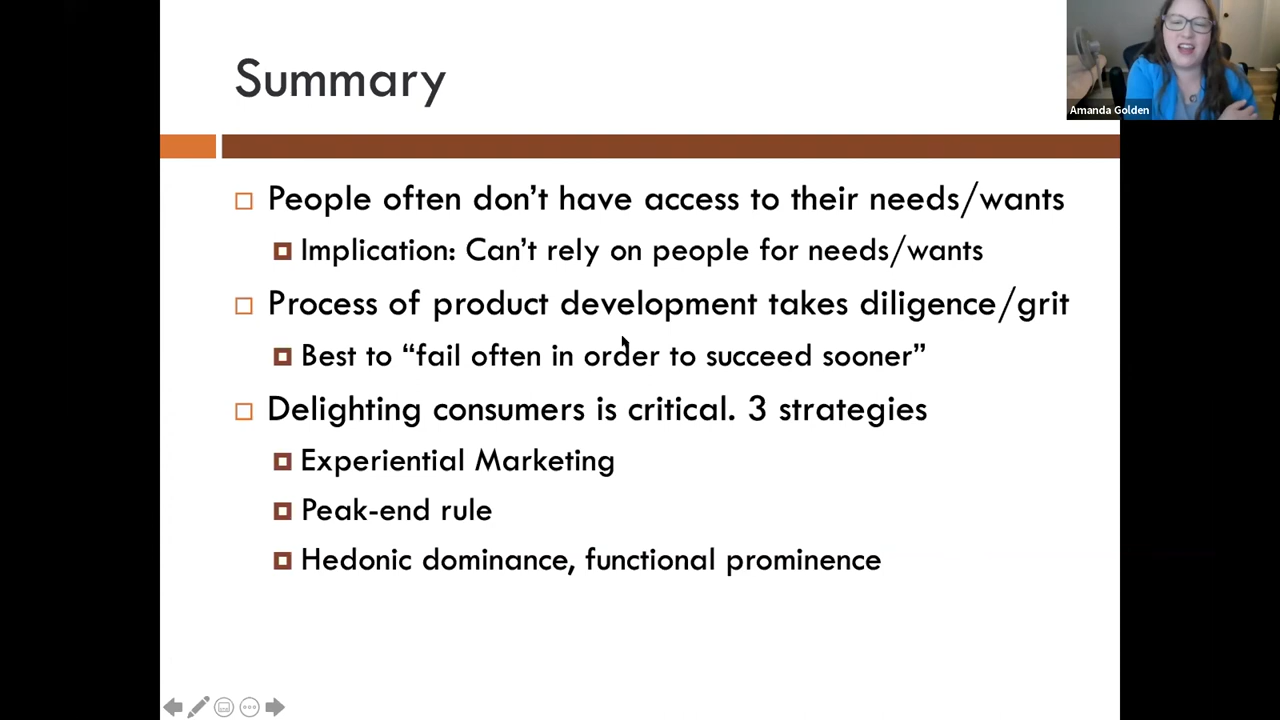 Summary
Amanda Golden
People often don’t have access to their needs/wants
Implication: Can’t rely on people for needs/wants
Process of product development takes diligence/grit
Best to “fail often in order to succeed sooner”
Delighting consumers is critical. 3 strategies
Experiential Marketing
Peak-end rule
Hedonic dominance, functional prominence